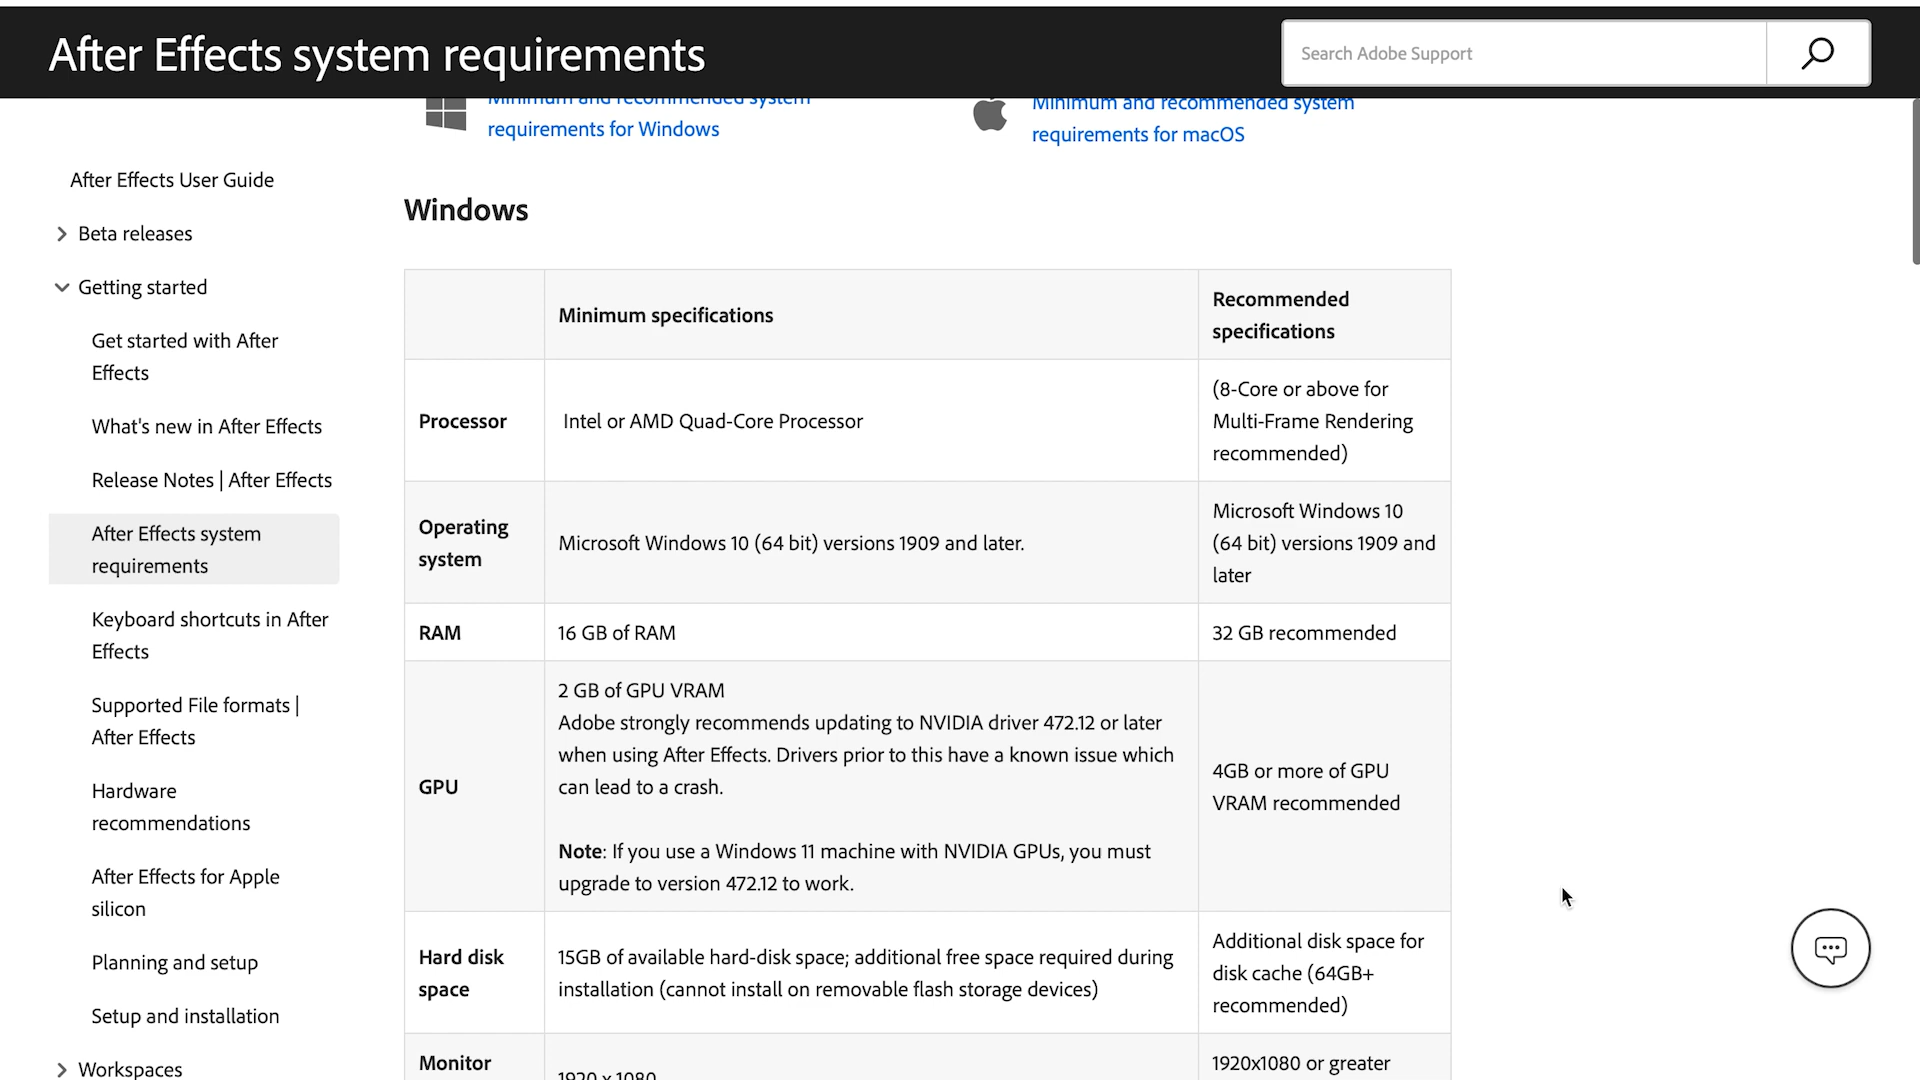 After Effects system requirements
Search Adobe Support
Minimum and recommended system
requirements for Windows
Minimum and recommended system
requirements for macOS
After Effects User Guide
Beta releases
Getting started
Get started with After
Effects
What's new in After Effects
Release Notes | After Effects
After Effects system
requirements
Keyboard shortcuts in After
Effects
Supported File formats |
After Effects
Hardware
recommendations
After Effects for Apple
silicon
Planning and setup
Setup and installation
Workspaces
Windows
Minimum specifications
Recommended
specifications
Processor
Intel or AMD Quad-Core Processor
(8-Core or above for
Multi-Frame Rendering
recommended)
Operating
system
Microsoft Windows 10 (64 bit) versions 1909 and later.
Microsoft Windows 10
(64 bit) versions 1909 and
later
RAM
16 GB of RAM
32 GB recommended
GPU
2 GB of GPU VRAM
Adobe strongly recommends updating to NVIDIA driver 472.12 or later
when using After Effects. Drivers prior to this have a known issue which
can lead to a crash.
Note: If you use a Windows 11 machine with NVIDIA GPUs, you must
upgrade to version 472.12 to work.
4GB or more of GPU
VRAM recommended
Hard disk
space
15GB of available hard-disk space; additional free space required during
installation (cannot install on removable flash storage devices)
Additional disk space for
disk cache (64GB+
recommended)
Monitor
1920 x 1080
1920x1080 or greater